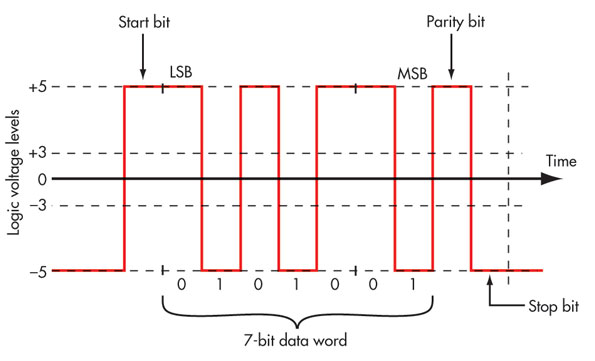 Start bit
Parity bit
LSB
MSB
+5
+3
Time
0
−3
−5
Logic voltage levels
0 1 0 1 0 0 1
Stop bit
7-bit data word